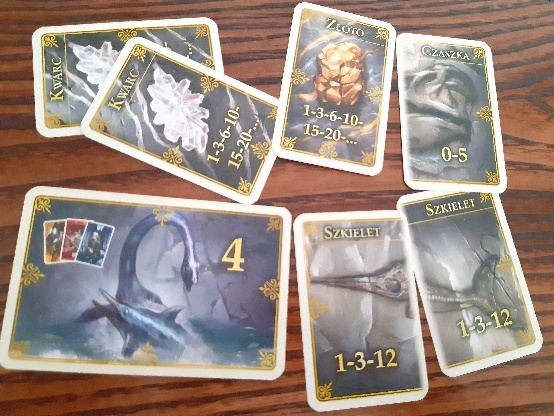 KWARC
KWARC
1-3-6-10-
15-20-...
ZŁOTO
1-3-6-10-
15-20-...
CZASZKA
0-5
4
SZKIELET
1-3-12
SZKIELET
1-3-12